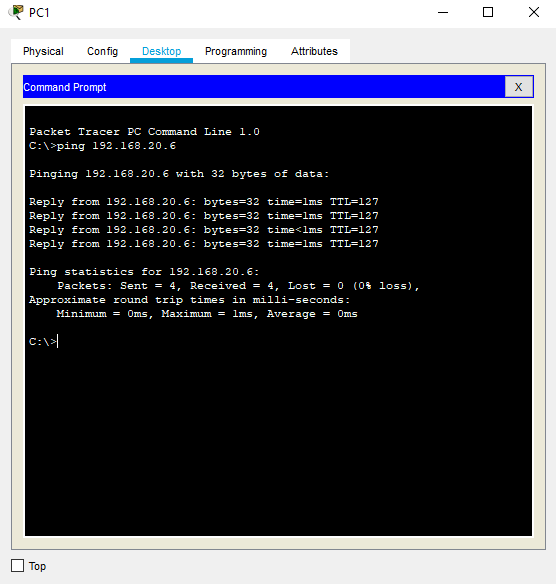 PC1
Physical Config Desktop Programming Attributes
Command Prompt X
Packet Tracer PC Command Line 1.0
C:\>ping 192.168.20.6
Pinging 192.168.20.6 with 32 bytes of data:
Reply from 192.168.20.6: bytes=32 time=1ms TTL=127
Reply from 192.168.20.6: bytes=32 time=1ms TTL=127
Reply from 192.168.20.6: bytes=32 time<1ms TTL=127
Reply from 192.168.20.6: bytes=32 time=1ms TTL=127
Ping statistics for 192.168.20.6:
    Packets: Sent = 4, Received = 4, Lost = 0 (0% loss),
Approximate round trip times in milli-seconds:
    Minimum = 0ms, Maximum = 1ms, Average = 0ms
C:\>
Top